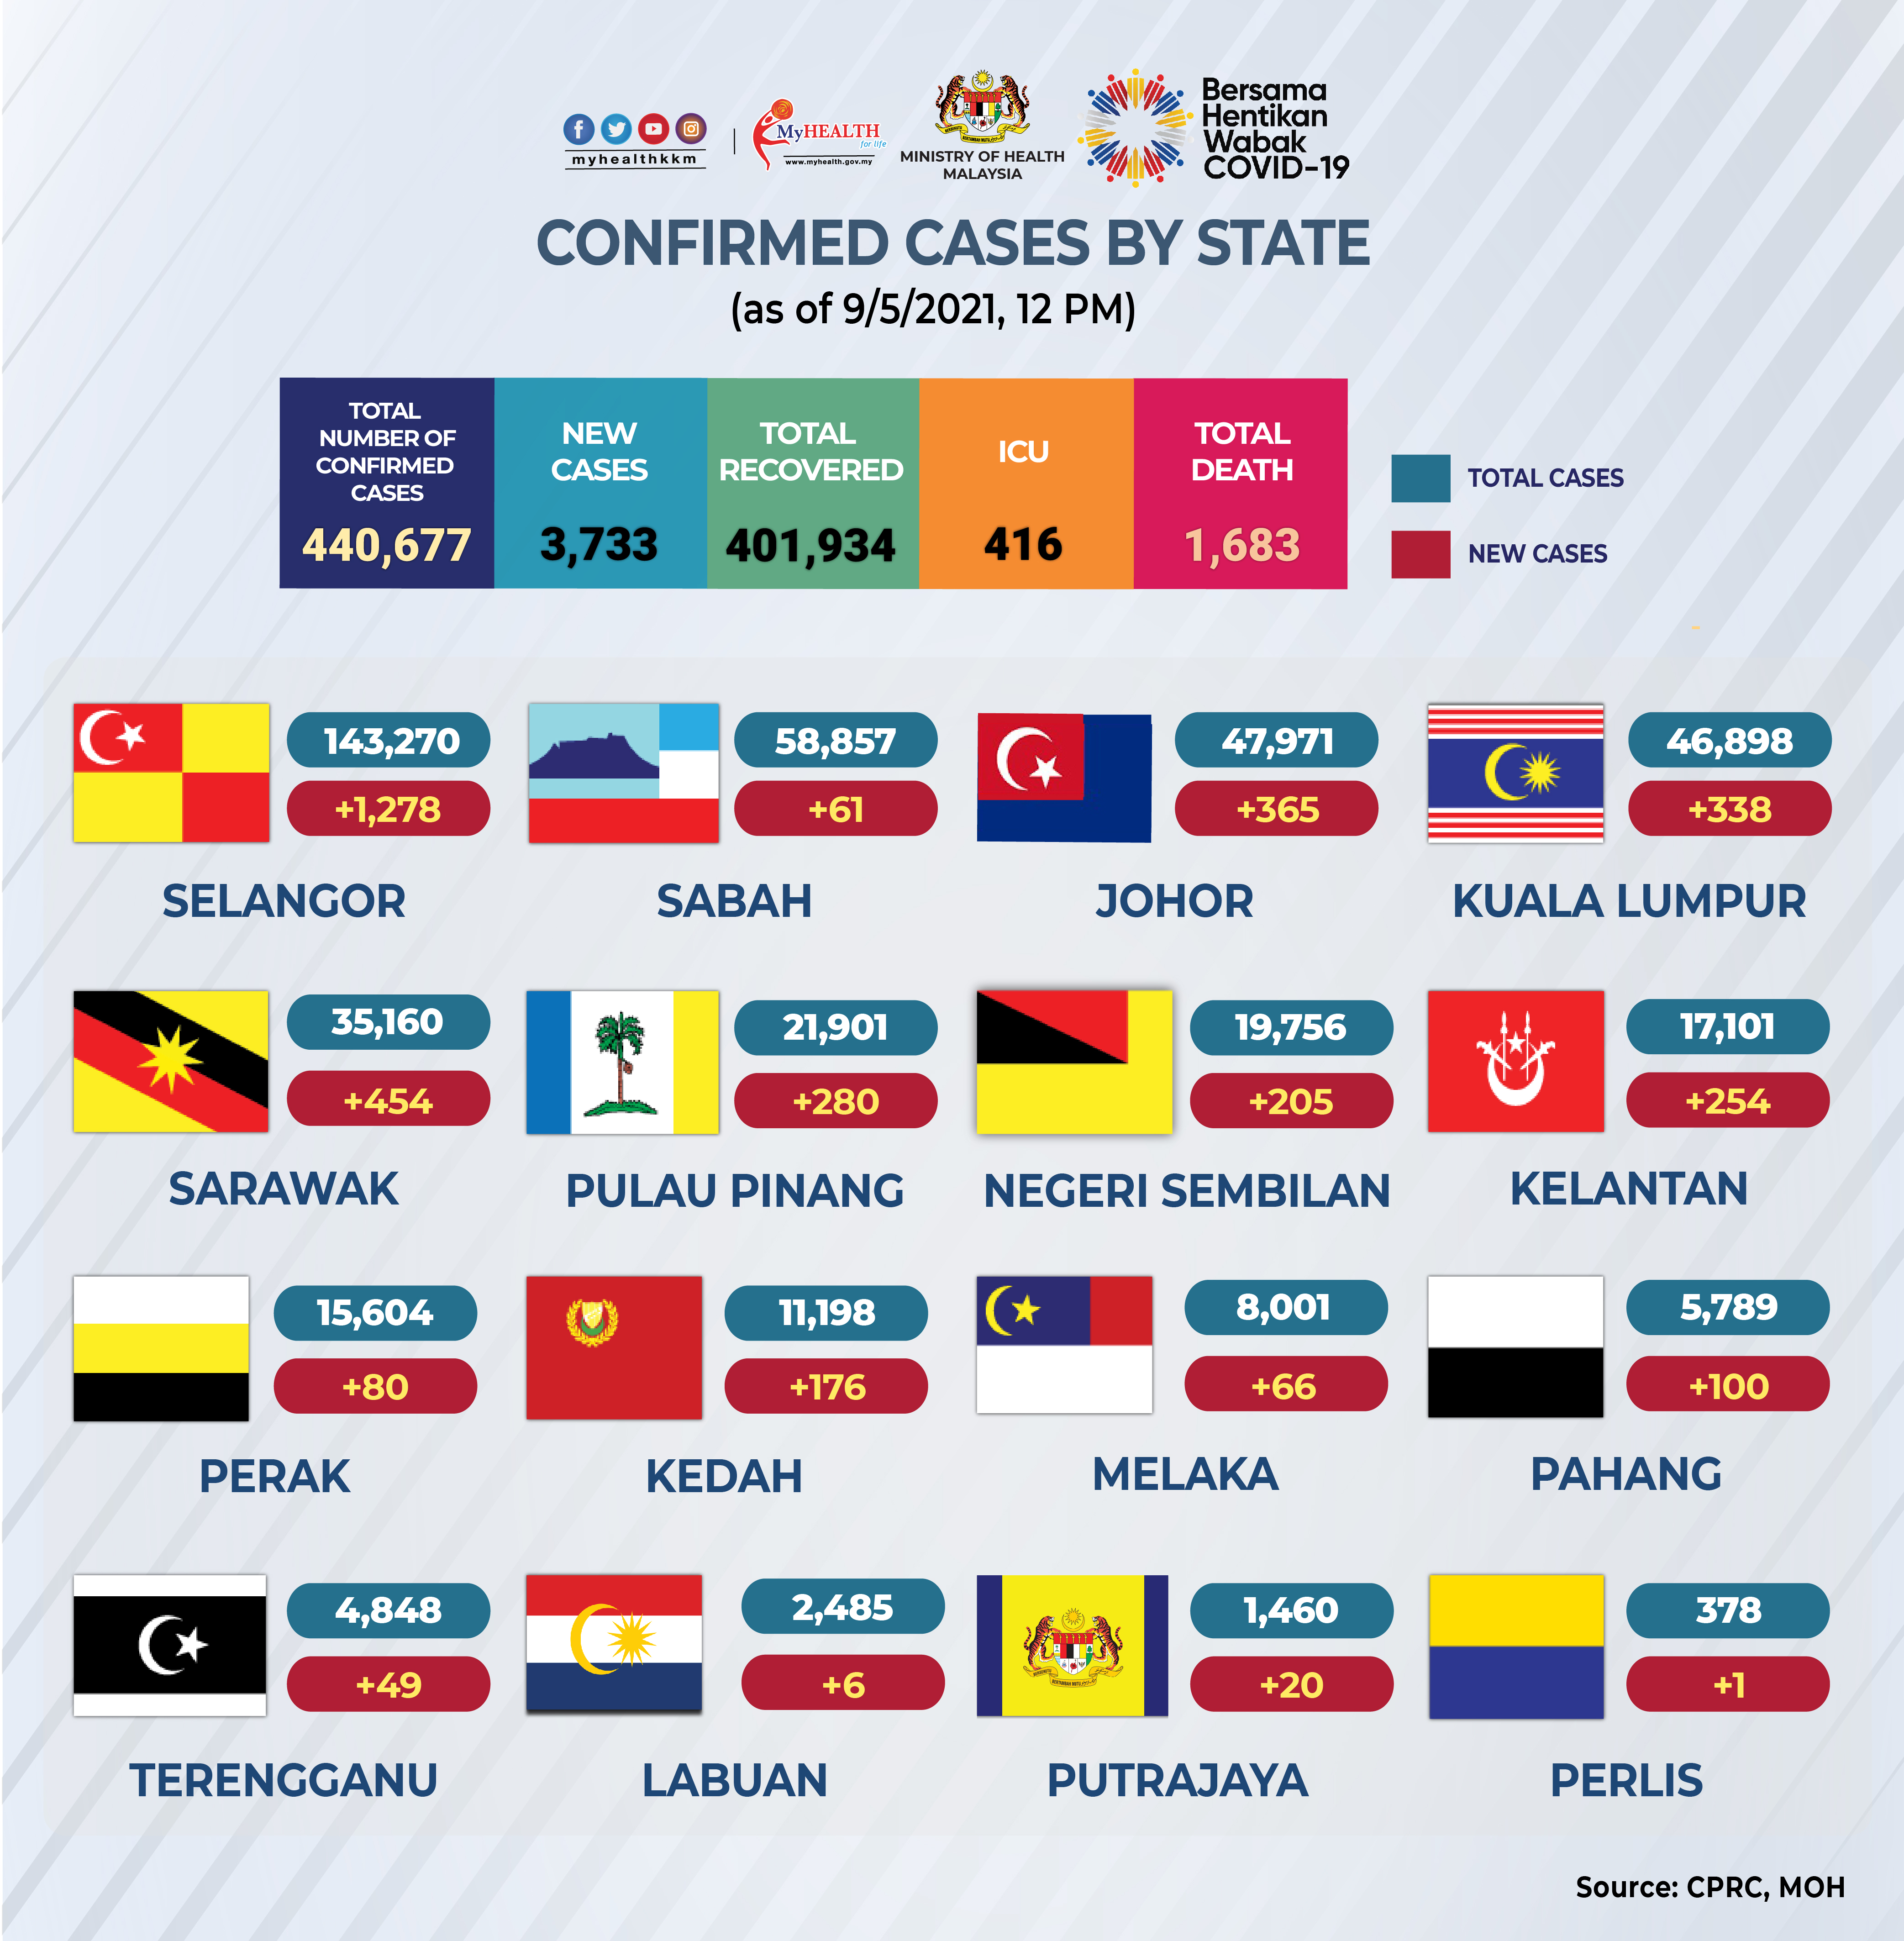 myhealthkkm
MyHEALTH
for life
www.myhealth.gov.my
MINISTRY OF HEALTH
MALAYSIA
Bersama
Hentikan
Wabak
COVID-19
CONFIRMED CASES BY STATE
(as of 9/5/2021, 12 PM)
TOTAL
NUMBER OF
CONFIRMED
CASES
440,677
NEW
CASES
3,733
TOTAL
RECOVERED
401,934
ICU
416
TOTAL
DEATH
1,683
TOTAL CASES
NEW CASES
143,270
+1,278
SELANGOR
58,857
+61
SABAH
47,971
+365
JOHOR
46,898
+338
KUALA LUMPUR
35,160
+454
SARAWAK
21,901
+280
PULAU PINANG
19,756
+205
NEGERI SEMBILAN
17,101
+254
KELANTAN
15,604
+80
PERAK
11,198
+176
KEDAH
8,001
+66
MELAKA
5,789
+100
PAHANG
4,848
+49
TERENGGANU
2,485
+6
LABUAN
1,460
+20
PUTRAJAYA
378
+1
PERLIS
Source: CPRC, MOH